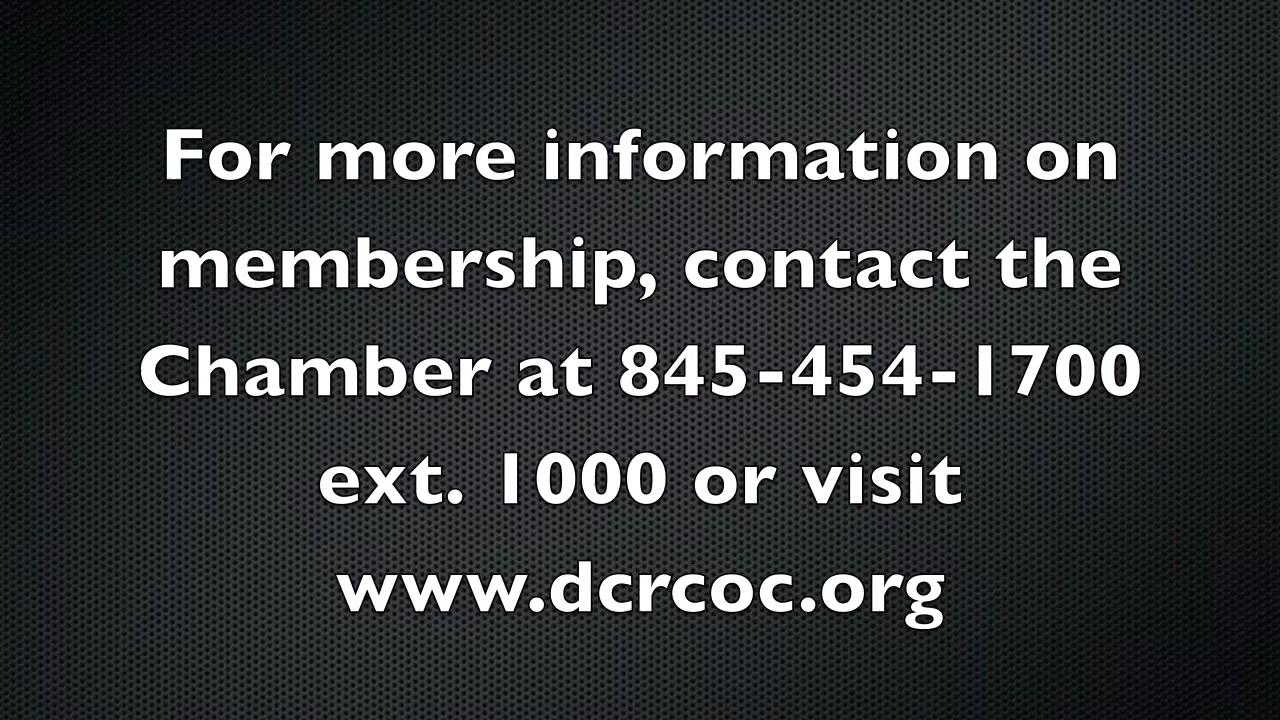 For more information on
membership, contact the
Chamber at 845-454-1700
ext. 1000 or visit
www.dcrcoc.org